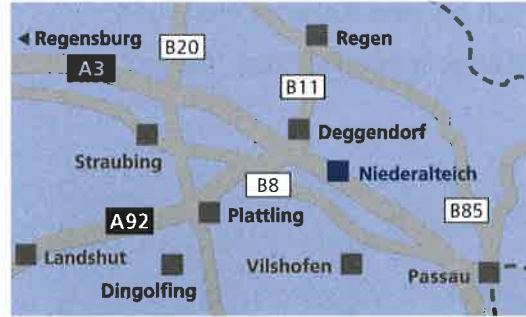 Regensburg
B20
Regen
A3
B11
Deggendorf
Straubing
Niederalteich
B8
B85
A92
Plattling
Landshut
Vilshofen
Passau
Dingolfing